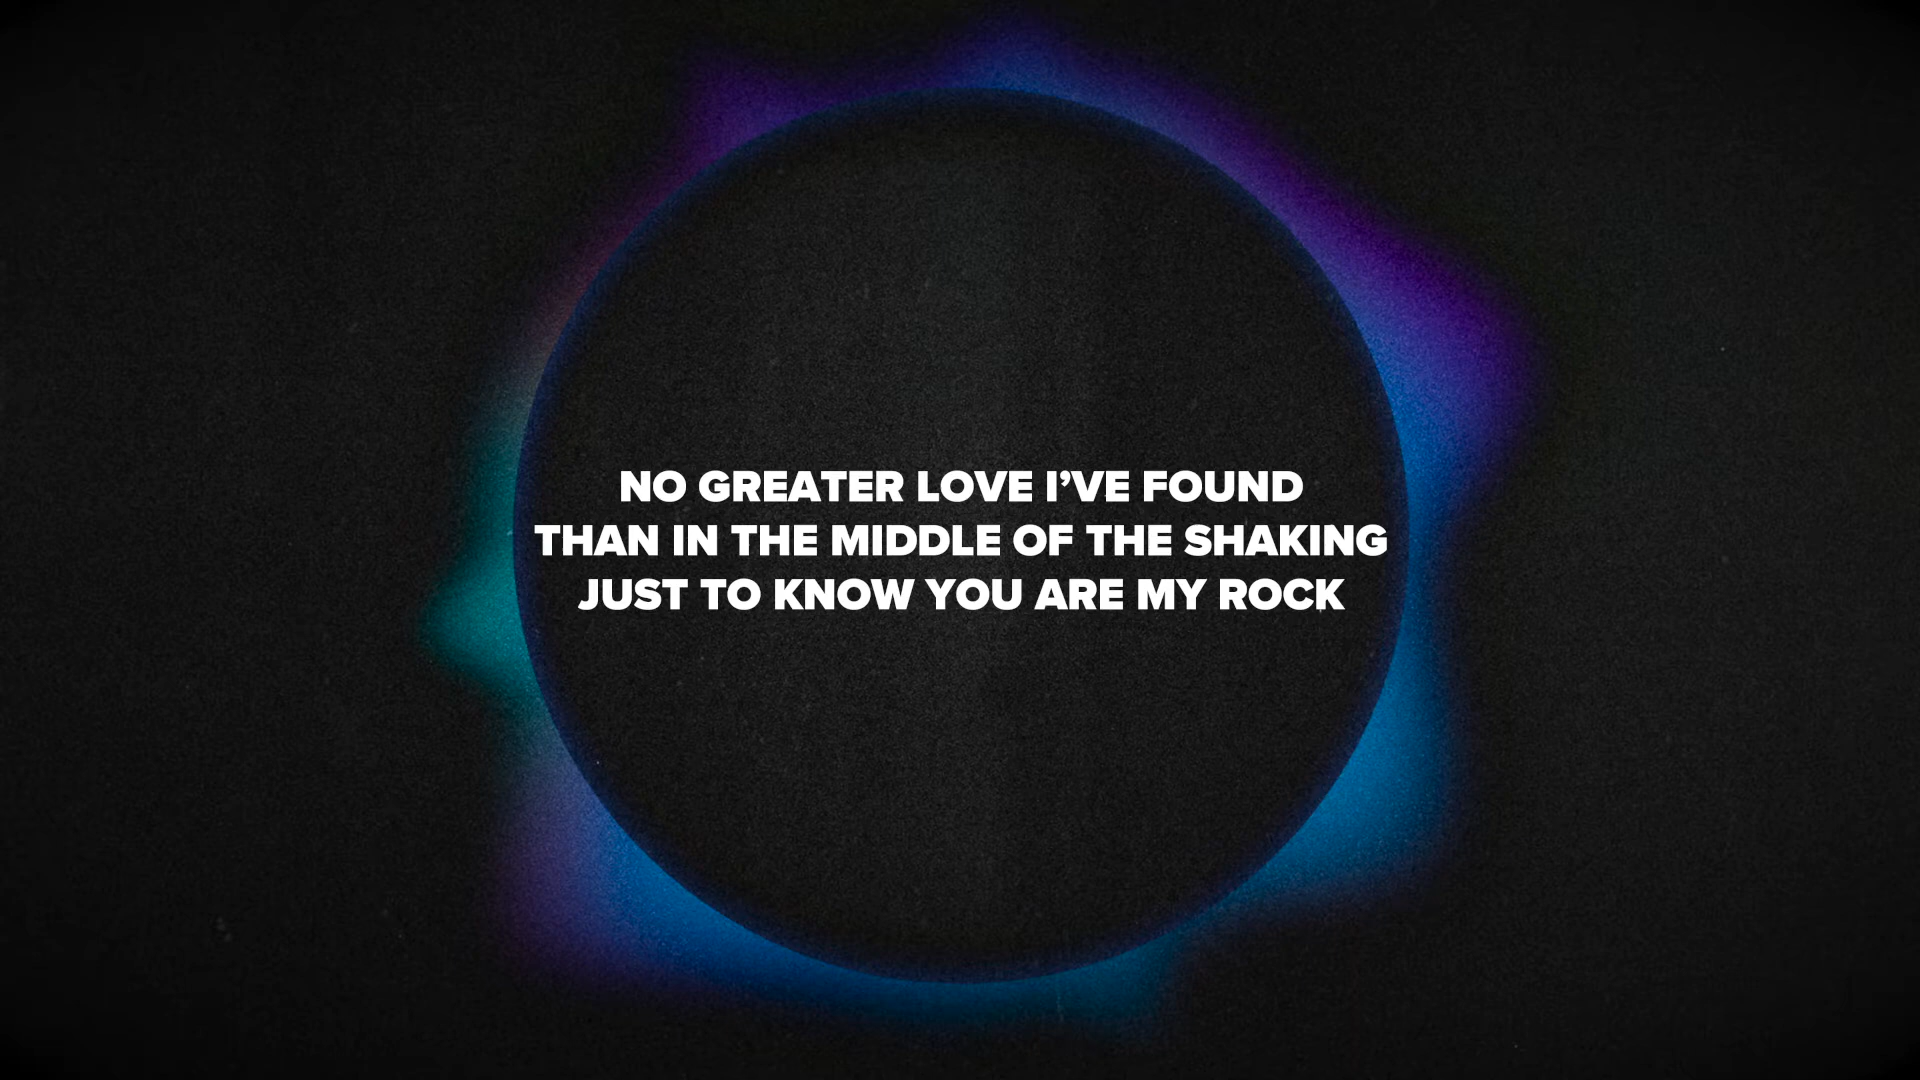 NO GREATER LOVE I’VE FOUND
THAN IN THE MIDDLE OF THE SHAKING
JUST TO KNOW YOU ARE MY ROCK